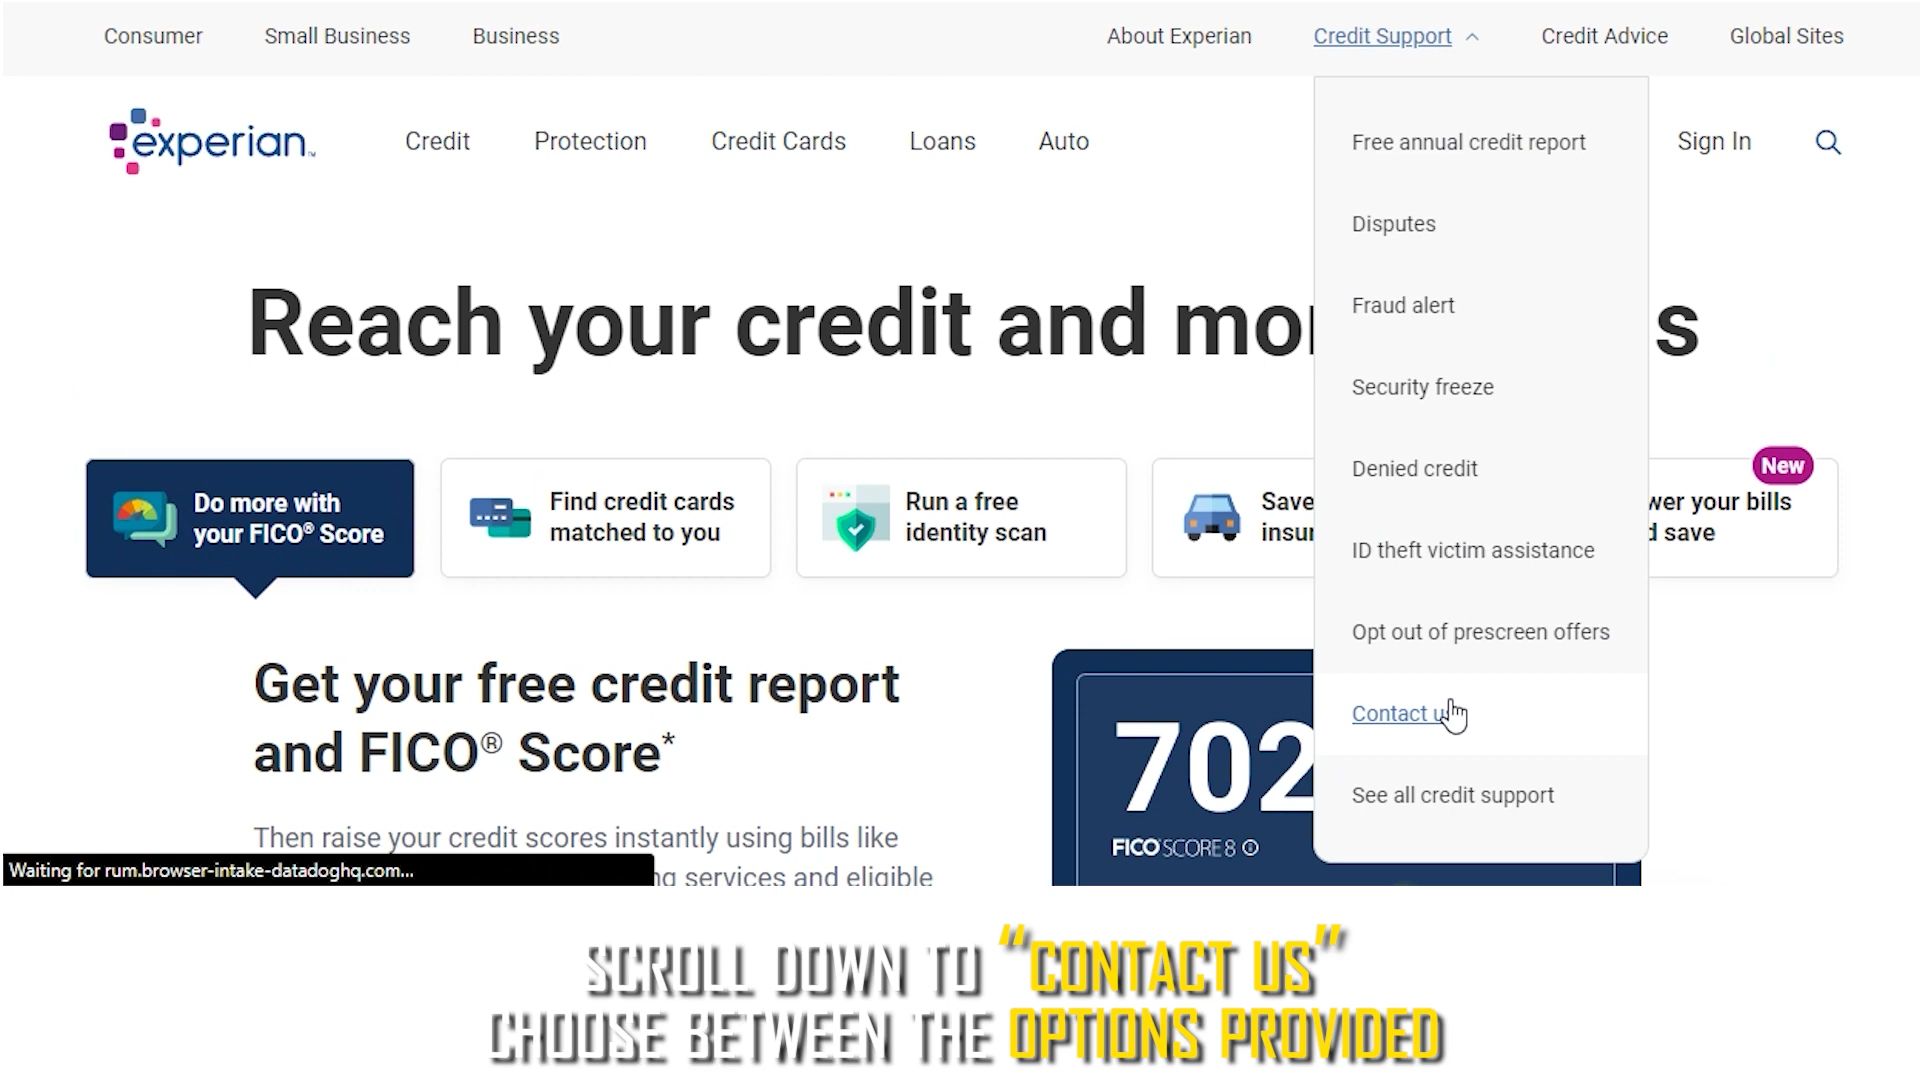 Consumer
Small Business
Business
About Experian
Credit Support
Credit Advice
Global Sites
experian™
Credit
Protection
Credit Cards
Loans
Auto
Sign In
Free annual credit report
Disputes
Fraud alert
Security freeze
Denied credit
ID theft victim assistance
Opt out of prescreen offers
Contact u
See all credit support
Reach your credit and mo
s
Do more with
your FICO® Score
Find credit cards
matched to you
Run a free
identity scan
Save
insur
New
wer your bills
d save
Get your free credit report
and FICO® Score*
Then raise your credit scores instantly using bills like
ng services and eligible
702
FICO SCORE 8
Waiting for rum.browser-intake-datadoghq.com...
SCROLL DOWN TO “CONTACT US”
CHOOSE BETWEEN THE OPTIONS PROVIDED